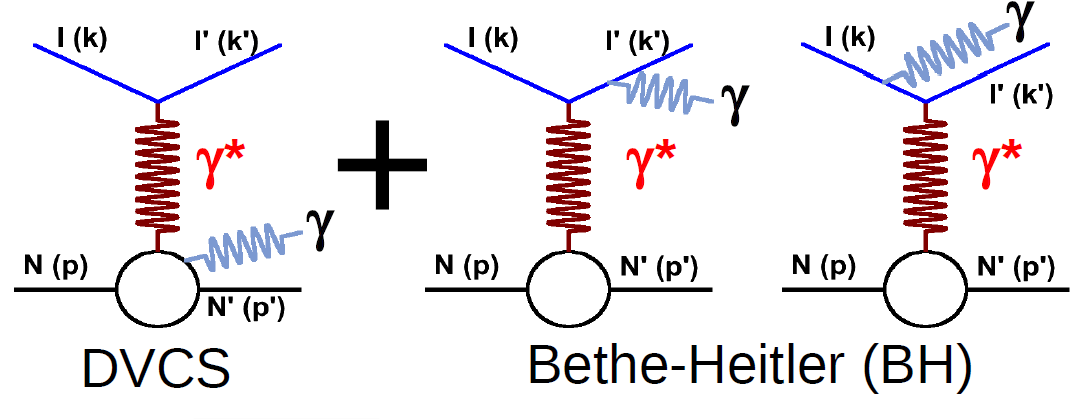 l (k) l' (k')
γ*
γ
N (p) N' (p')
DVCS
+
l (k) l' (k')
γ
γ*
N (p) N' (p')
l (k) γ
l' (k')
γ*
N (p) N' (p')
Bethe-Heitler (BH)